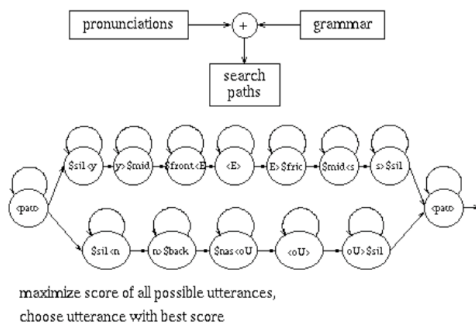 pronunciations + grammar
search
paths
$sil<y y>$mid $front<E <E> E>$fric $mid<s s>$sil
<pau> <pau>
$sil<n n>$back $nas<oU <oU> oU>$sil
maximize score of all possible utterances,
choose utterance with best score